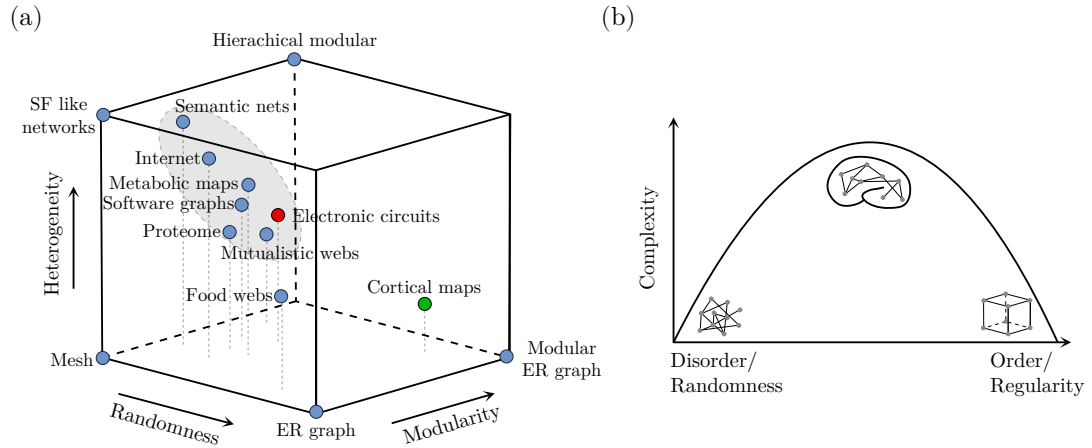 (a)
Hierachical modular
SF like
networks
Semantic nets
Internet
Metabolic maps
Software graphs
Electronic circuits
Proteome
Mutualistic webs
Food webs
Cortical maps
Heterogeneity
Mesh
Modular
ER graph
Randomness
ER graph
Modularity
(b)
Complexity
Disorder/
Randomness
Order/
Regularity